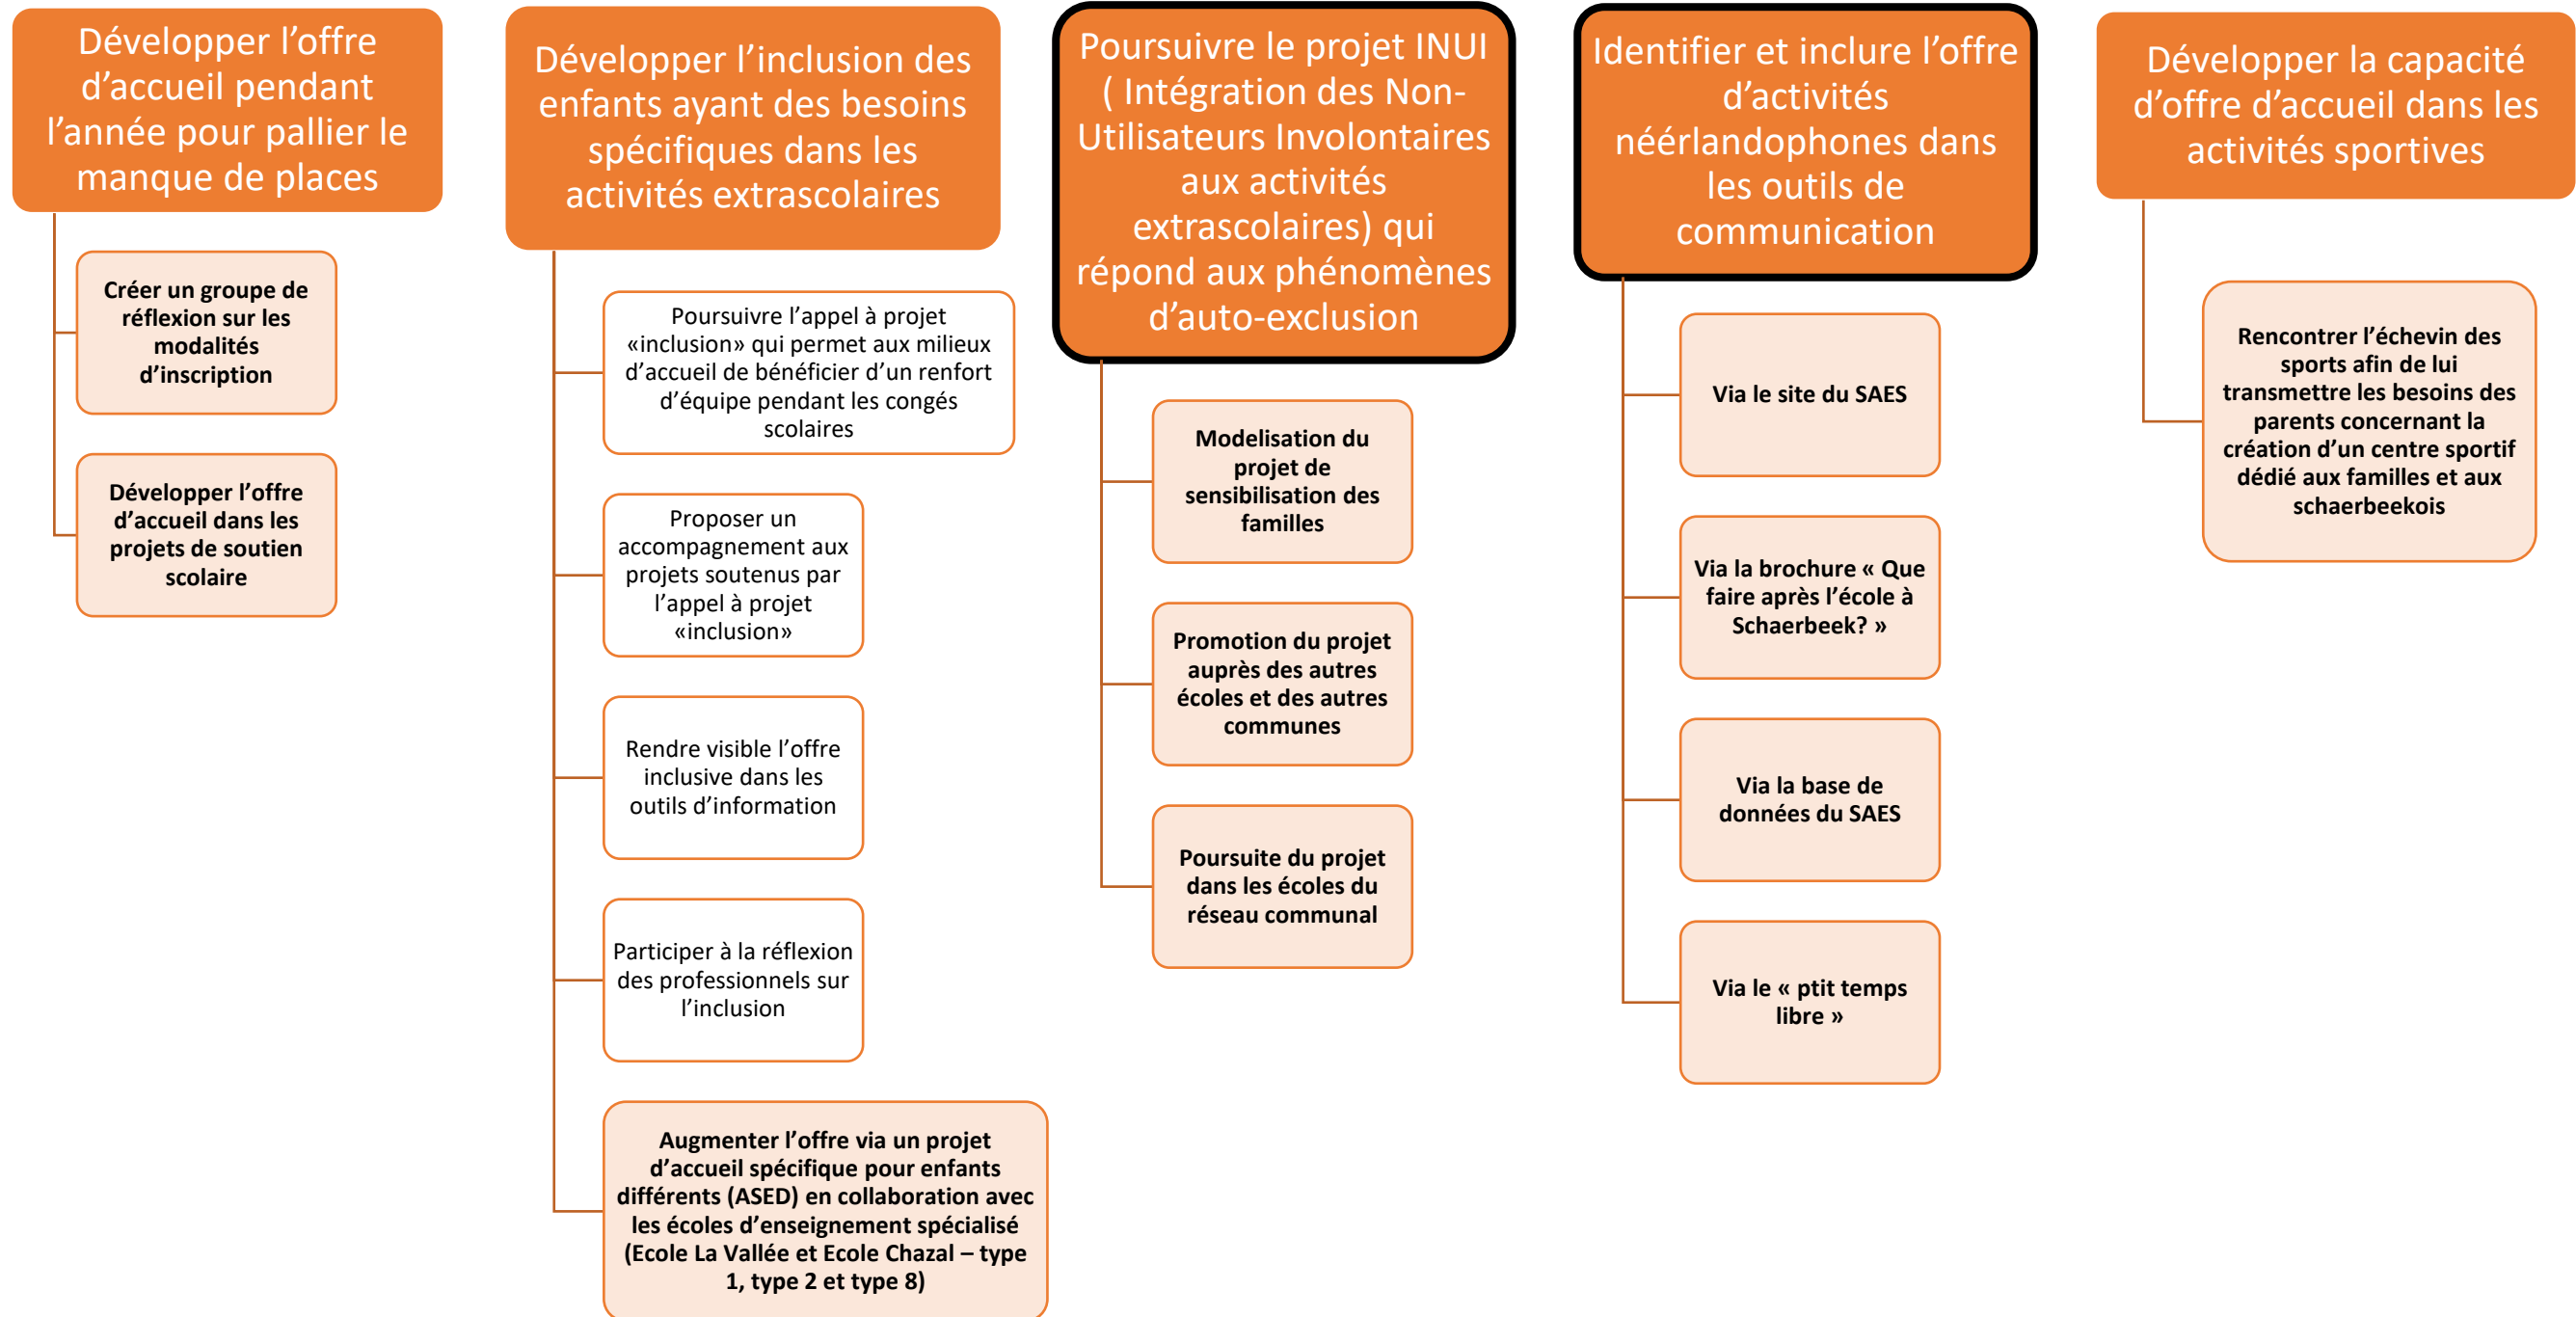 Développer l’offre
d’accueil pendant
l’année pour pallier le
manque de places
Créer un groupe de
réflexion sur les
modalités
d’inscription
Développer l’offre
d’accueil dans les
projets de soutien
scolaire
Développer l’inclusion des
enfants ayant des besoins
spécifiques dans les
activités extrascolaires
Poursuivre l’appel à projet
«inclusion» qui permet aux milieux
d’accueil de bénéficier d’un renfort
d’équipe pendant les congés
scolaires
Proposer un
accompagnement aux
projets soutenus par
l’appel à projet
«inclusion»
Rendre visible l’offre
inclusive dans les
outils d’information
Participer à la réflexion
des professionnels sur
l’inclusion
Augmenter l’offre via un projet
d’accueil spécifique pour enfants
différents (ASED) en collaboration avec
les écoles d’enseignement spécialisé
(Ecole La Vallée et Ecole Chazal – type
1, type 2 et type 8)
Poursuivre le projet INUI
( Intégration des Non-
Utilisateurs Involontaires
aux activités
extrascolaires) qui
répond aux phénomènes
d’auto-exclusion
Modelisation du
projet de
sensibilisation des
familles
Promotion du projet
auprès des autres
écoles et des autres
communes
Poursuite du projet
dans les écoles du
réseau communal
Identifier et inclure l’offre
d’activités
néérlandophones dans
les outils de
communication
Via le site du SAES
Via la brochure « Que
faire après l’école à
Schaerbeek? »
Via la base de
données du SAES
Via le « ptit temps
libre »
Développer la capacité
d’offre d’accueil dans les
activités sportives
Rencontrer l’échevin des
sports afin de lui
transmettre les besoins des
parents concernant la
création d’un centre sportif
dédié aux familles et aux
schaerbeekois